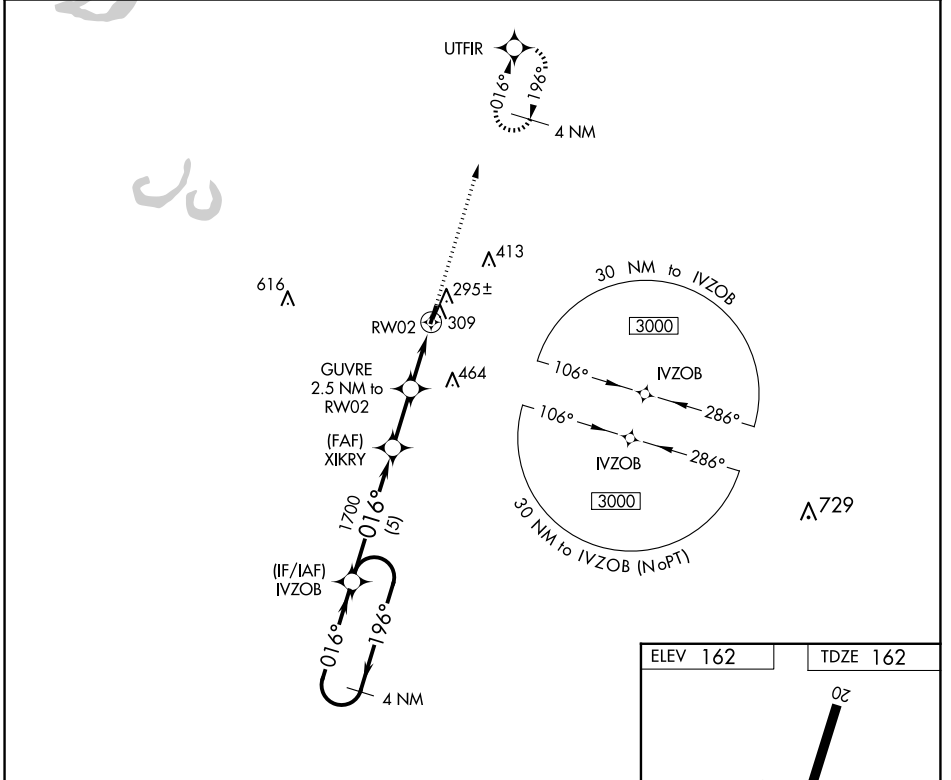 UTFIR
016°
196°
4 NM
413
616
295±
RW02
309
GUVRE
2.5 NM to
RW02
464
(FAF)
XIKRY
1700
016°
(5)
(IF/IAF)
IVZOB
016°
196°
4 NM
30 NM to IVZOB
3000
106°
IVZOB
286°
106°
IVZOB
286°
3000
30 NM to IVZOB (NoPT)
729
ELEV 162
TDZE 162
20